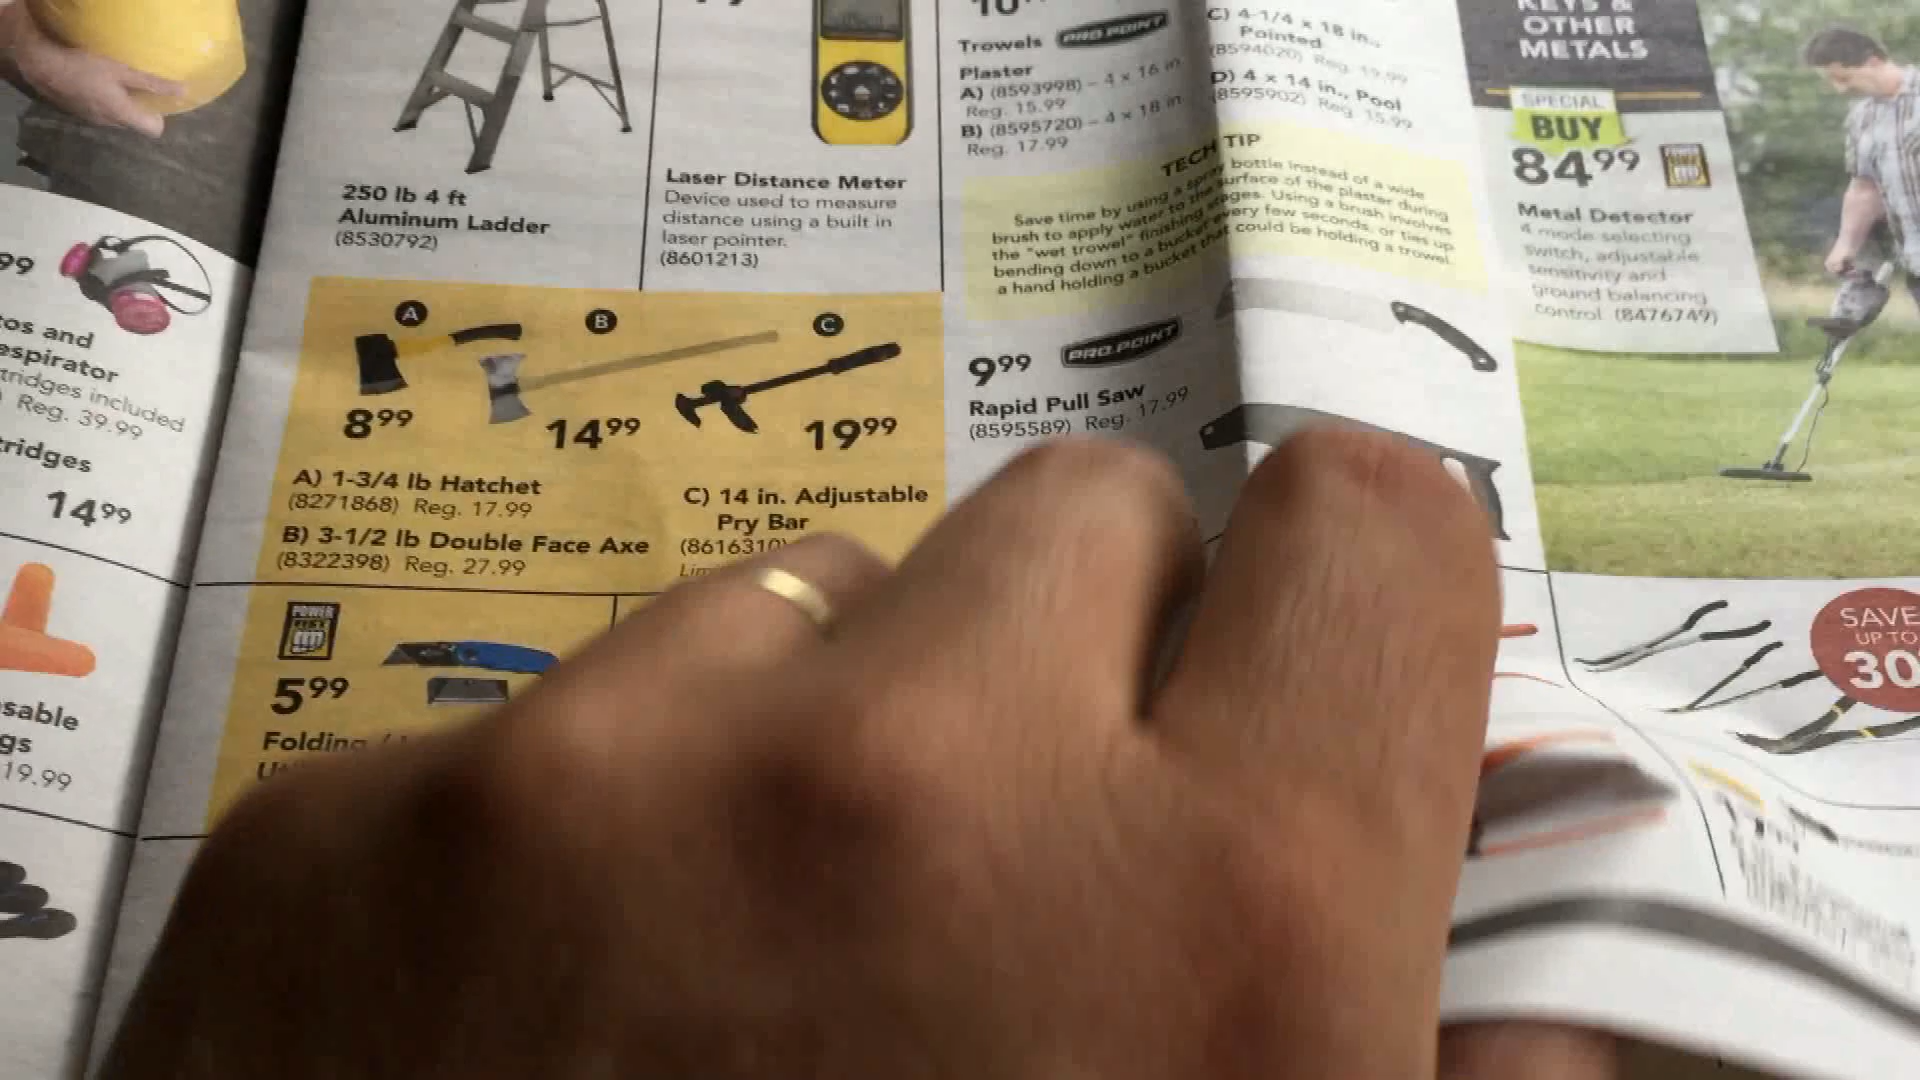 99
tos and
espirator
tridges included
Reg. 39.99
tridges
14.99
sable
gs
19.99
250 lb 4 ft
Aluminum Ladder
(8530792)
Laser Distance Meter
Device used to measure
distance using a built in
laser pointer.
(8601213)
A
B
C
8.99
14.99
19.99
A) 1-3/4 lb Hatchet
(8271868) Reg. 17.99
B) 3-1/2 lb Double Face Axe
(8322398) Reg. 27.99
C) 14 in. Adjustable
Pry Bar
(8616310)
POWER
FIST
5.99
Folding
Trowels PRO.POINT
Plaster
A) (8593998) – 4 x 16 in
Reg. 15.99
B) (8595720) – 4 x 18 in
Reg. 17.99
C) 4-1/4 x 18 in.,
Pointed
(8594020) Reg. 19.99
D) 4 x 14 in., Pool
(8595902) Reg. 15.99
TECH TIP
Save time by using a spray bottle instead of a wide
brush to apply water to the surface of the plaster during
the "wet trowel" finishing stages. Using a brush involves
bending down to a bucket every few seconds, or ties up
a hand holding a bucket that could be holding a trowel.
9.99 PRO.POINT
Rapid Pull Saw
(8595589) Reg. 17.99
KEYS &
OTHER
METALS
SPECIAL
BUY
84.99
Metal Detector
4 mode selecting
switch, adjustable
sensitivity and
ground balancing
control (8476749)
SAVE
UP TO
30